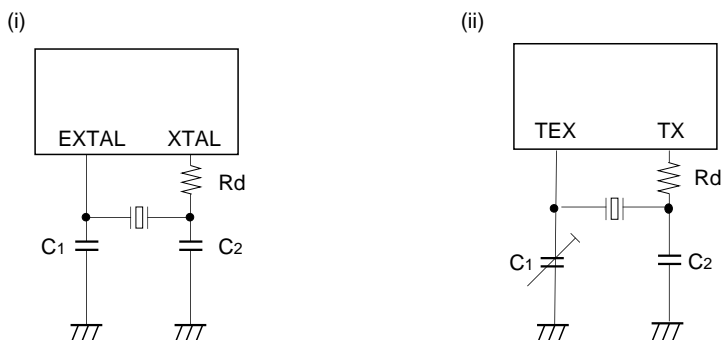 (i)
EXTAL XTAL
Rd
C1 C2
(ii)
TEX TX
Rd
C1 C2